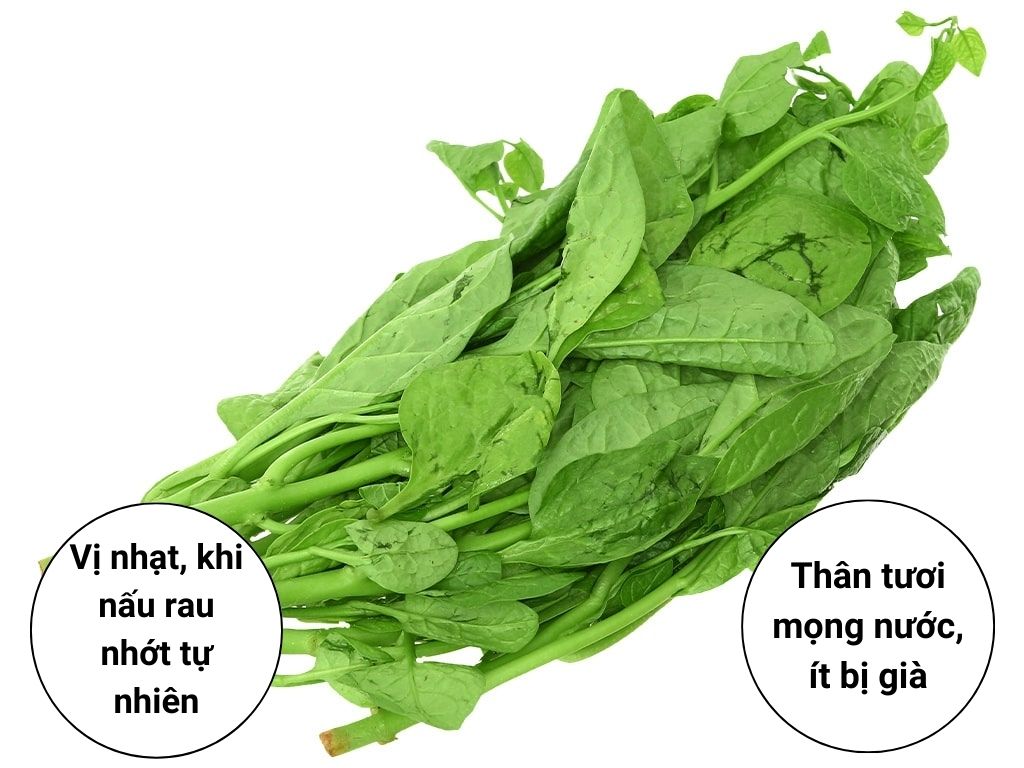 Vị nhạt, khi
nấu rau
nhớt tự
nhiên
Thân tươi
mọng nước,
ít bị già